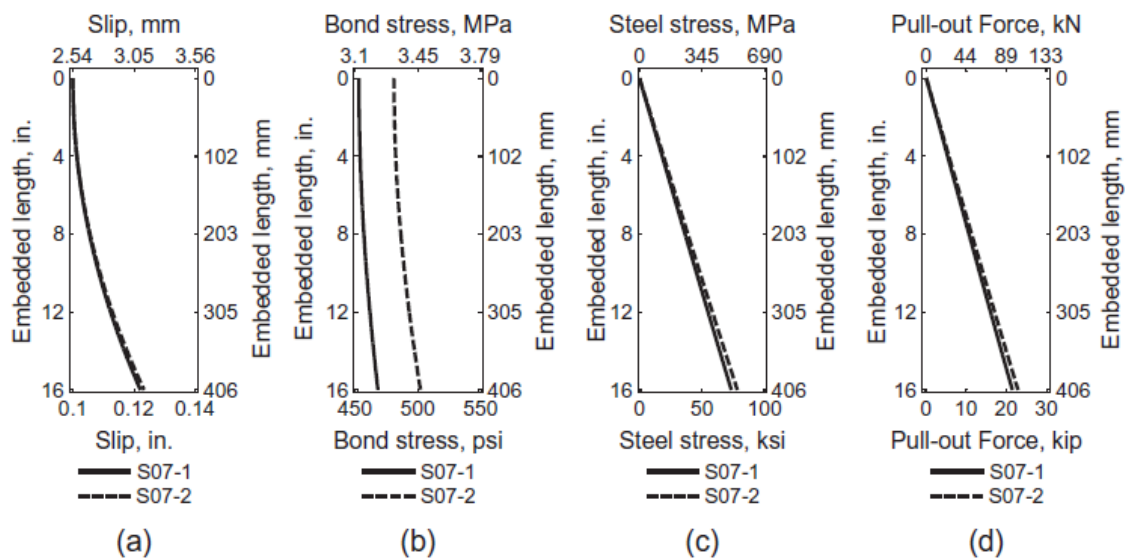 Slip, mm
2.54 3.05 3.56
0
4
8
12
16
Embedded length, in.
0
102
203
305
406
Embedded length, mm
0.1 0.12 0.14
Slip, in.
S07-1
S07-2
(a)
Bond stress, MPa
3.1 3.45 3.79
0
4
8
12
16
Embedded length, in.
0
102
203
305
406
Embedded length, mm
450 500 550
Bond stress, psi
S07-1
S07-2
(b)
Steel stress, MPa
0 345 690
0
4
8
12
16
Embedded length, in.
0
102
203
305
406
Embedded length, mm
0 50 100
Steel stress, ksi
S07-1
S07-2
(c)
Pull-out Force, kN
0 44 89 133
0
4
8
12
16
Embedded length, in.
0
102
203
305
406
Embedded length, mm
0 10 20 30
Pull-out Force, kip
S07-1
S07-2
(d)